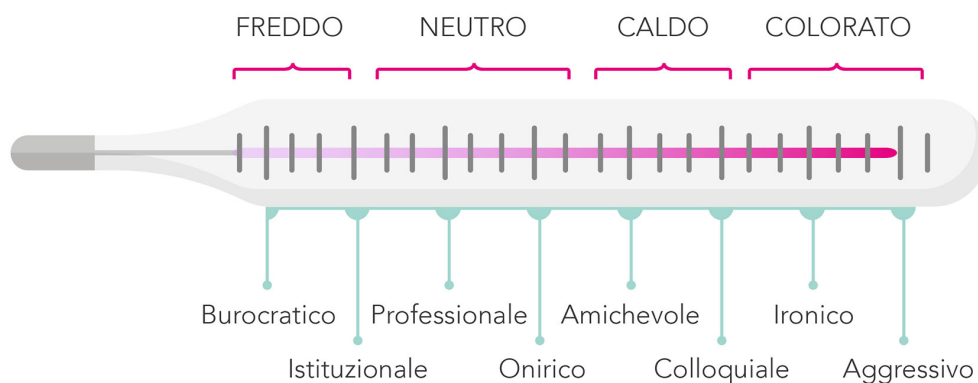 FREDDO NEUTRO CALDO COLORATO
Burocratico Professionale Amichevole Ironico
Istituzionale Onirico Colloquiale Aggressivo